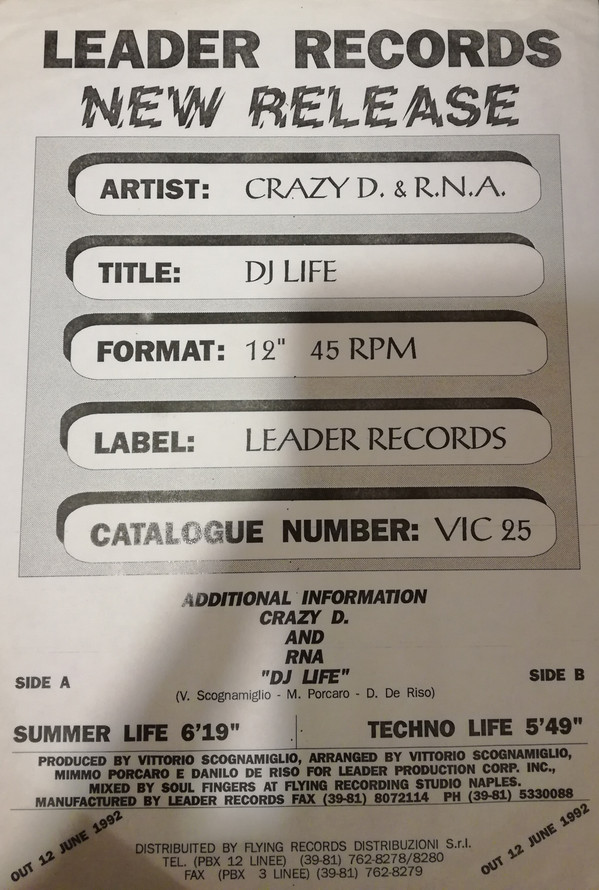 LEADER RECORDS
NEW RELEASE
ARTIST: CRAZY D. & R.N.A.
TITLE: DJ LIFE
FORMAT: 12" 45 RPM
LABEL: LEADER RECORDS
CATALOGUE NUMBER: VIC 25
ADDITIONAL INFORMATION
CRAZY D.
AND
RNA
"DJ LIFE"
SIDE A
SIDE B
(V. Scognamiglio - M. Porcaro - D. De Riso)
SUMMER LIFE 6'19"
TECHNO LIFE 5'49"
PRODUCED BY VITTORIO SCOGNAMIGLIO, ARRANGED BY VITTORIO SCOGNAMIGLIO,
MIMMO PORCARO E DANILO DE RISO FOR LEADER PRODUCTION CORP. INC.,
MIXED BY SOUL FINGERS AT FLYING RECORDING STUDIO NAPLES.
MANUFACTURED BY LEADER RECORDS FAX (39-81) 8072114 PH (39-81) 5330088
OUT 12 JUNE 1992
OUT 12 JUNE 1992
DISTRIBUITED BY FLYING RECORDS DISTRIBUZIONI S.r.l.
TEL. (PBX 12 LINEE) (39-81) 762-8278/8280
FAX (PBX 3 LINEE) (39-81) 762-8279